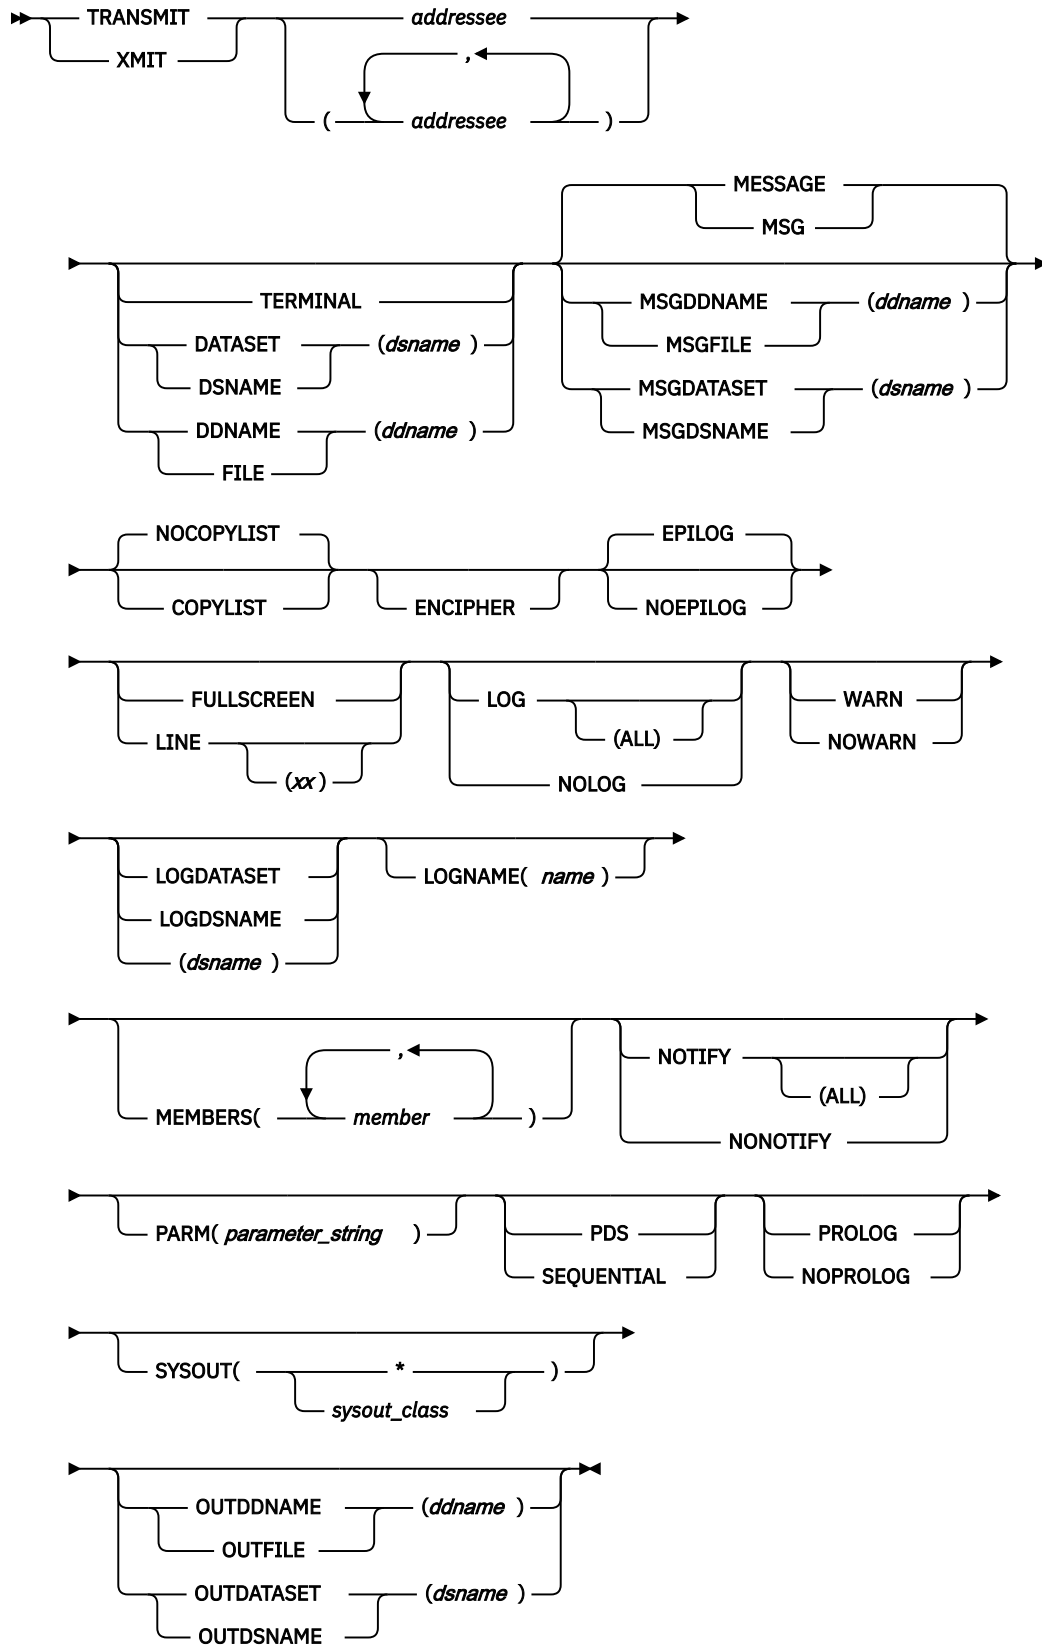 TRANSMIT addressee
XMIT
,
( addressee )
MESSAGE
MSG
TERMINAL MSGDDNAME (ddname )
DATASET (dsname ) MSGFILE
DSNAME MSGDATASET (dsname )
DDNAME (ddname ) MSGDSNAME
FILE
NOCOPYLIST EPILOG
COPYLIST ENCIPHER NOEPILOG
FULLSCREEN LOG WARN
LINE (ALL) NOWARN
(xx ) NOLOG
LOGDATASET LOGNAME( name )
LOGDSNAME
(dsname )
, NOTIFY
(ALL)
MEMBERS( member )
NONOTIFY
PARM( parameter_string ) PDS PROLOG
SEQUENTIAL NOPROLOG
SYSOUT( * )
sysout_class
OUTDDNAME (ddname )
OUTFILE
OUTDATASET (dsname )
OUTDSNAME